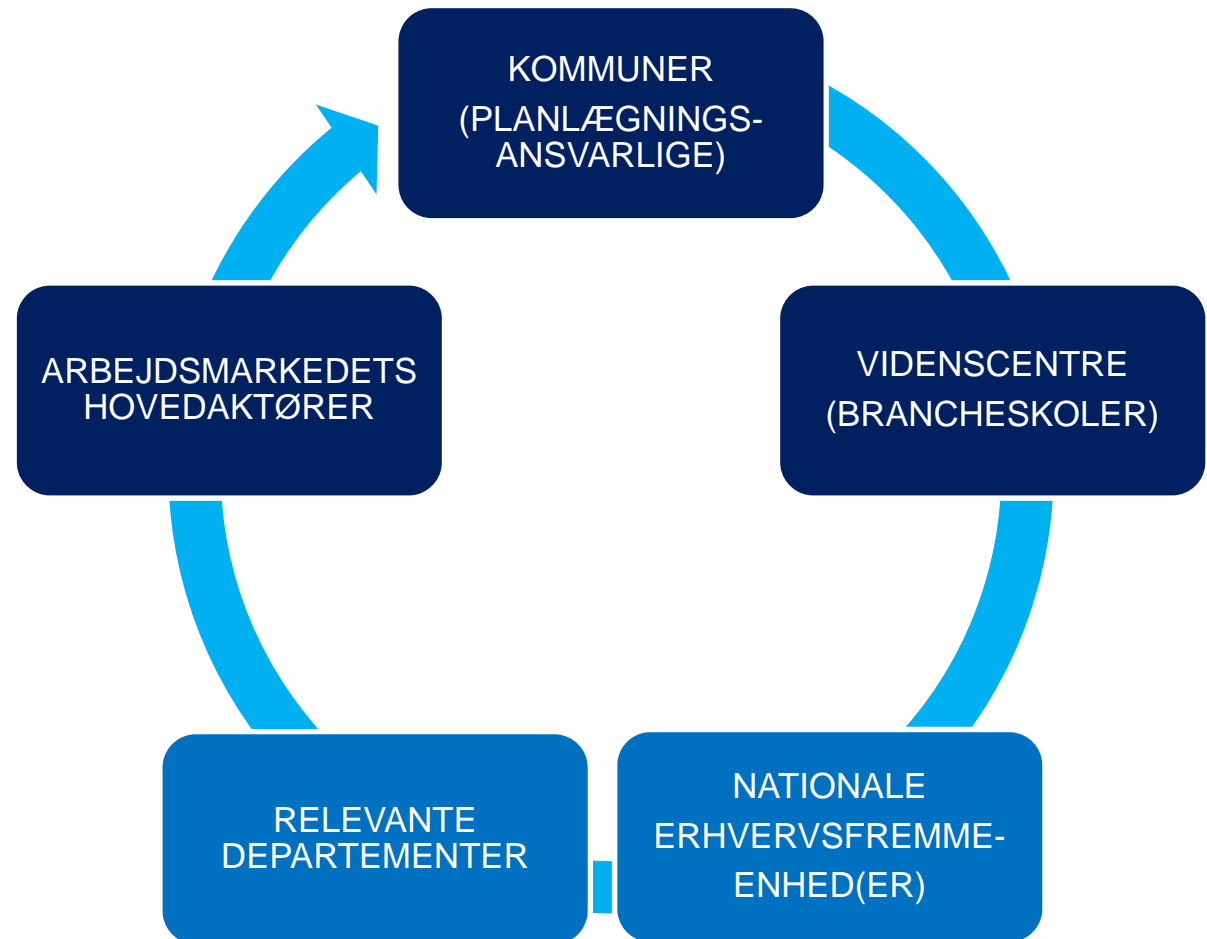 KOMMUNER
(PLANLÆGNINGS-
ANSVARLIGE)
VIDENSCENTRE
(BRANCHESKOLER)
NATIONALE
ERHVERVSFREMME-
ENHED(ER)
RELEVANTE
DEPARTEMENTER
ARBEJDSMARKEDETS
HOVEDAKTØRER